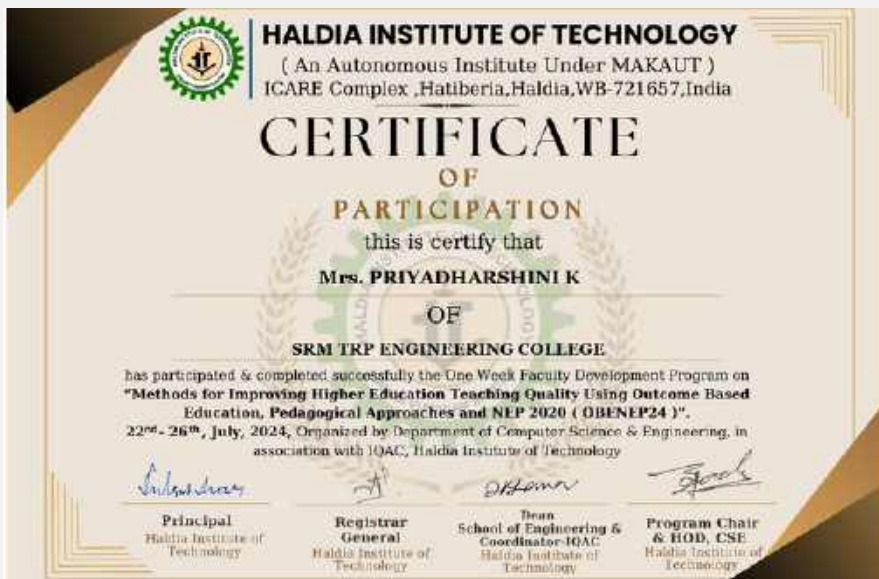 HALDIA INSTITUTE OF TECHNOLOGY
( An Autonomous Institute Under MAKAUT )
ICARE Complex ,Hatiberia,Haldia,WB-721657,India
CERTIFICATE
OF
PARTICIPATION
this is certify that
Mrs. PRIYADHARSHINI K
OF
SRM TRP ENGINEERING COLLEGE
has participated & completed successfully the One Week Faculty Development Program on
"Methods for Improving Higher Education Teaching Quality Using Outcome Based
Education, Pedagogical Approaches and NEP 2020 ( OBENEP24 )".
22nd- 26th, July, 2024, Organized by Department of Computer Science & Engineering, in
association with IQAC, Haldia Institute of Technology
Principal
Haldia Institute of
Technology
Registrar
General
Haldia Institute of
Technology
Dean
School of Engineering &
Coordinator-IQAC
Haldia Institute of
Technology
Program Chair
& HOD, CSE
Haldia Institute of
Technology